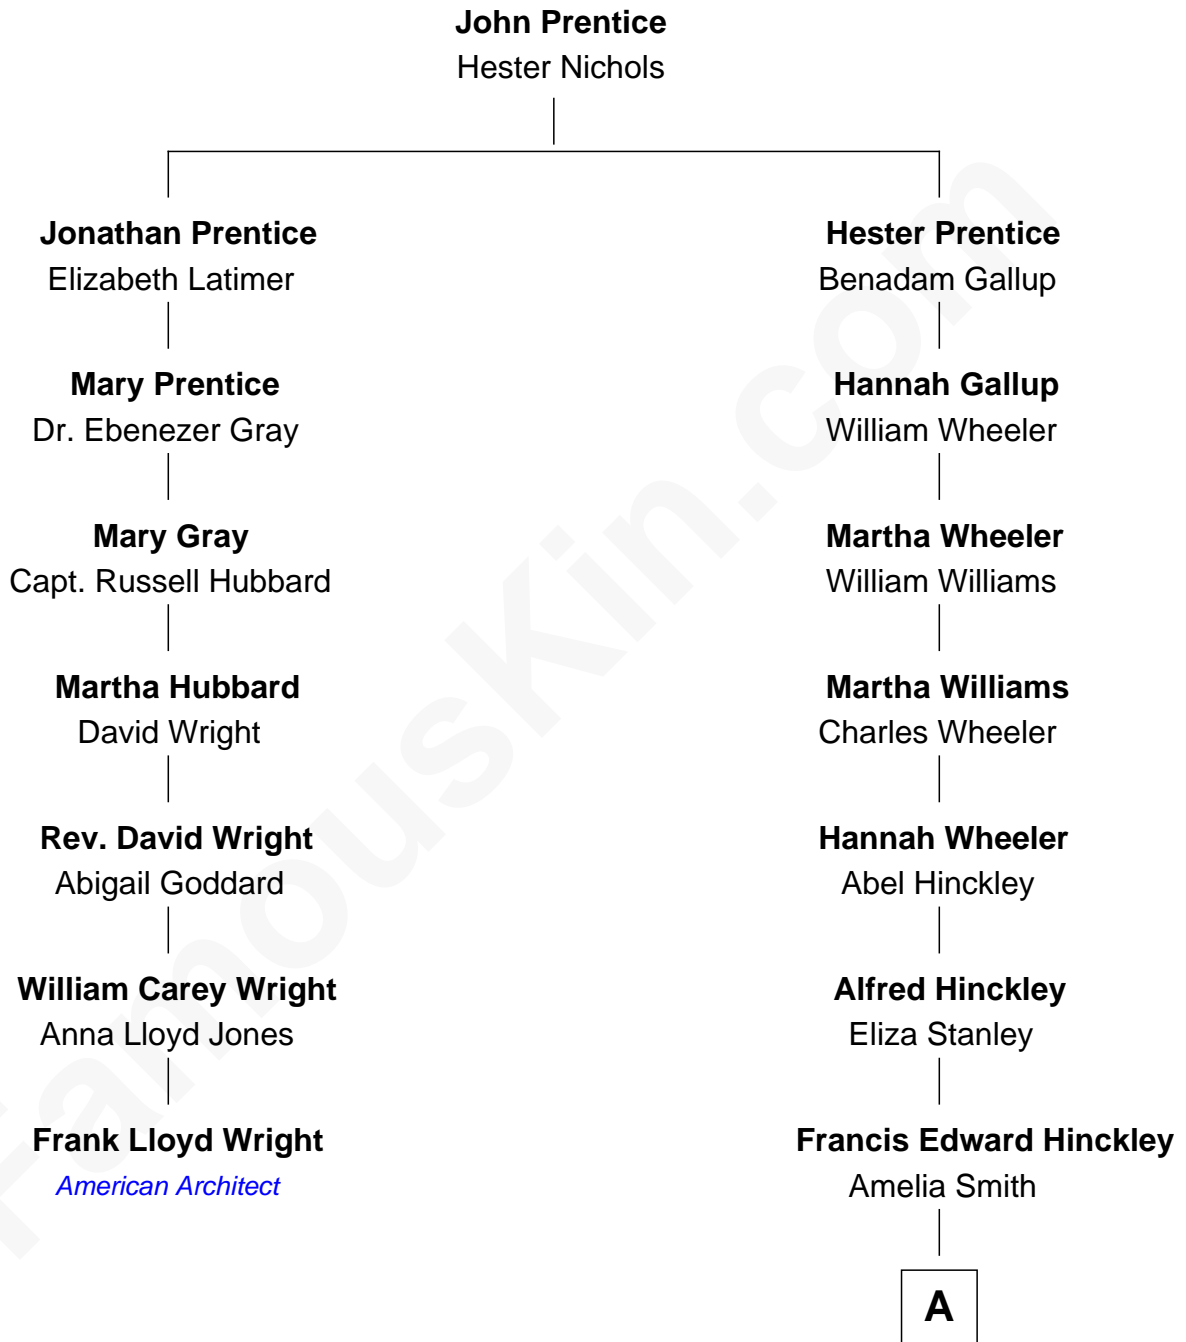 John Prentice
Hester Nichols
Jonathan Prentice
Elizabeth Latimer
Mary Prentice
Dr. Ebenezer Gray
Mary Gray
Capt. Russell Hubbard
Martha Hubbard
David Wright
Rev. David Wright
Abigail Goddard
William Carey Wright
Anna Lloyd Jones
Frank Lloyd Wright
American Architect
Hester Prentice
Benadam Gallup
Hannah Gallup
William Wheeler
Martha Wheeler
William Williams
Martha Williams
Charles Wheeler
Hannah Wheeler
Abel Hinckley
Alfred Hinckley
Eliza Stanley
Francis Edward Hinckley
Amelia Smith
A
FamousKin.com